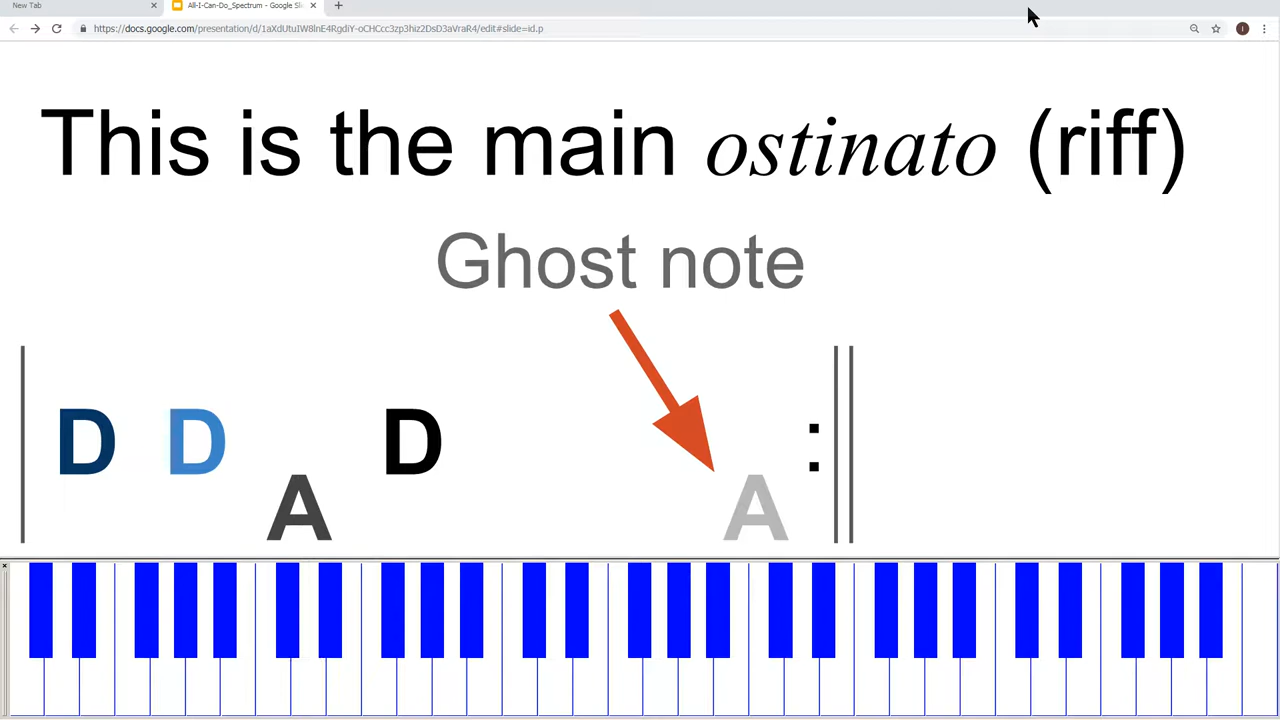 New Tab
All-I-Can-Do_Spectrum - Google Sli
https://docs.google.com/presentation/d/1aXdUtuIW8lnE4RgdiY-oCHCcc3zp3hiz2DsD3aVraR4/edit#slide=id.p
This is the main ostinato (riff)
Ghost note
D D A D A :